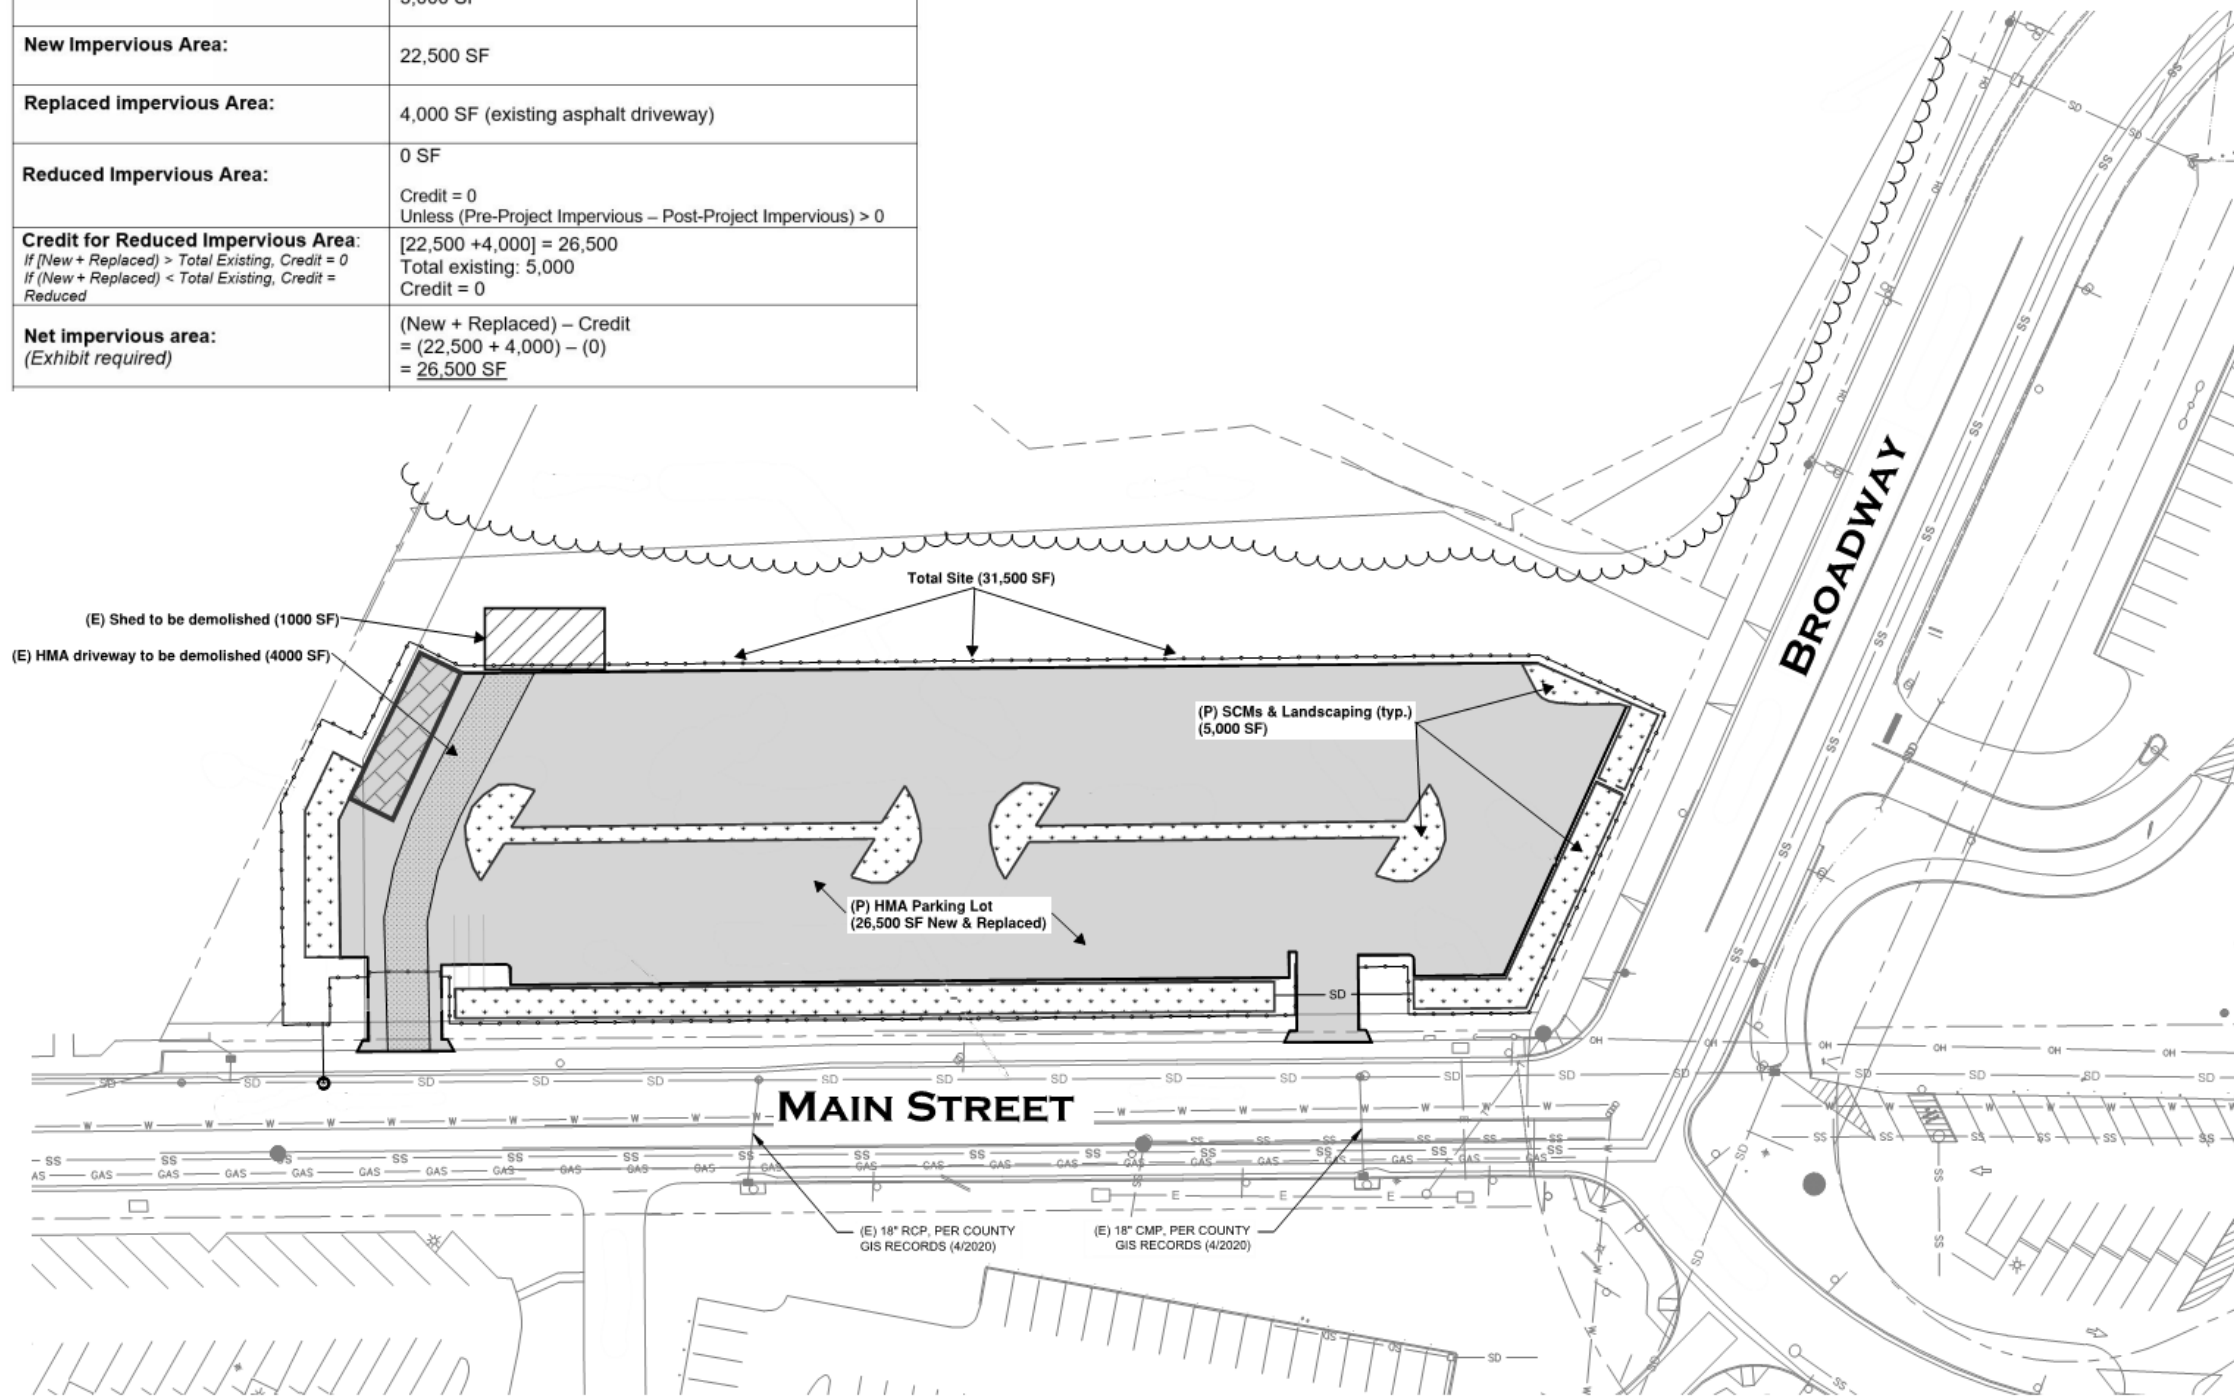 New Impervious Area:
22,500 SF
Replaced impervious Area:
4,000 SF (existing asphalt driveway)
Reduced Impervious Area:
0 SF
Credit = 0
Unless (Pre-Project Impervious – Post-Project Impervious) > 0
Credit for Reduced Impervious Area:
If [New + Replaced) > Total Existing, Credit = 0
If (New + Replaced) < Total Existing, Credit =
Reduced
[22,500 +4,000] = 26,500
Total existing: 5,000
Credit = 0
Net impervious area:
(Exhibit required)
(New + Replaced) – Credit
= (22,500 + 4,000) – (0)
= 26,500 SF
Total Site (31,500 SF)
(E) Shed to be demolished (1000 SF)
(E) HMA driveway to be demolished (4000 SF)
(P) SCMs & Landscaping (typ.)
(5,000 SF)
(P) HMA Parking Lot
(26,500 SF New & Replaced)
BROADWAY
SD
MAIN STREET
(E) 18" RCP, PER COUNTY
GIS RECORDS (4/2020)
(E) 18" CMP, PER COUNTY
GIS RECORDS (4/2020)